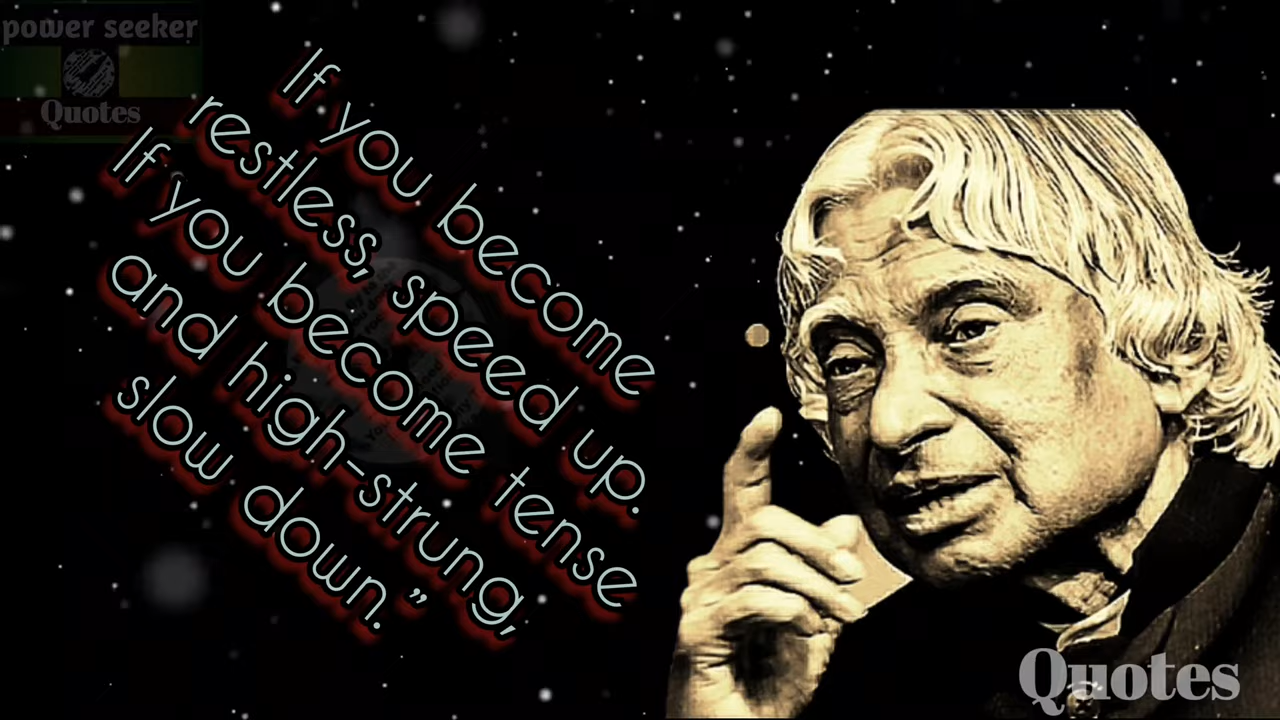 power seeker
Quotes
If you become
restless, speed up.
If you become tense
and high-strung,
slow down.”
Quotes